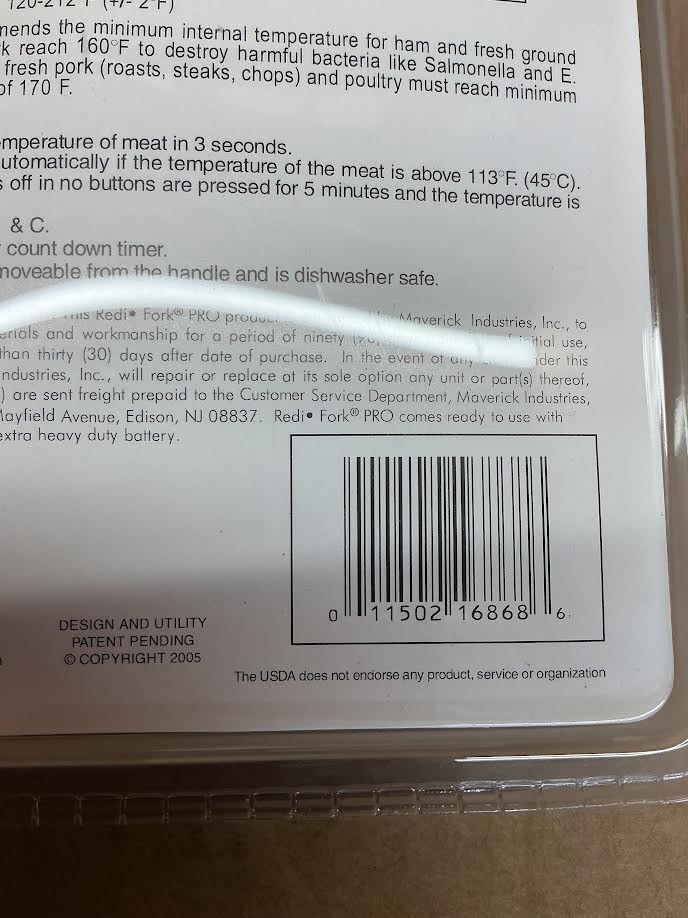 120-212°F (+/- 2°F)
the minimum internal temperature for ham and fresh ground
reach 160°F to destroy harmful bacteria like Salmonella and E.
fresh pork (roasts, steaks, chops) and poultry must reach minimum
of 170°F.
of meat in 3 seconds.
if the temperature of the meat is above 113°F. (45°C).
off in no buttons are pressed for 5 minutes and the temperature is
& C.
count down timer.
from the handle and is dishwasher safe.
This Redi• Fork® PRO Maverick Industries, Inc., to
and workmanship for a period of ninety initial use,
than thirty (30) days after date of purchase. In the event of any under this
Industries, Inc., will repair or replace at its sole option any unit or part(s) thereof,
) are sent freight prepaid to the Customer Service Department, Maverick Industries,
Mayfield Avenue, Edison, NJ 08837. Redi• Fork® PRO comes ready to use with
extra heavy duty battery.
0 11502 16868 6
DESIGN AND UTILITY
PATENT PENDING
© COPYRIGHT 2005
The USDA does not endorse any product, service or organization